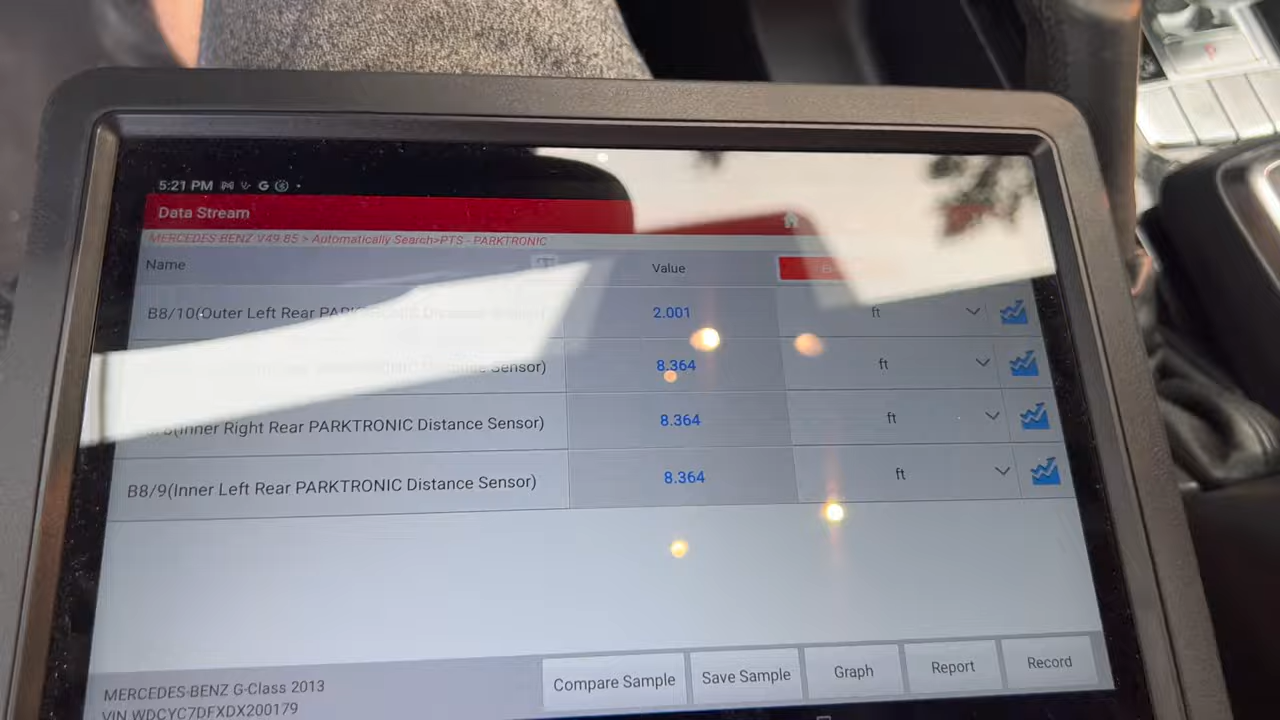 5:21 PM G
Data Stream
MERCEDES-BENZ V49.85 > Automatically Search>PTS - PARKTRONIC
Name Value
B8/10(Outer Left Rear PARKTRONIC Distance Sensor) 2.001 ft
Sensor) 8.364 ft
(Inner Right Rear PARKTRONIC Distance Sensor) 8.364 ft
B8/9(Inner Left Rear PARKTRONIC Distance Sensor) 8.364 ft
Compare Sample Save Sample Graph Report Record
MERCEDES-BENZ G-Class 2013
VIN WDCYC7DFXDX200179